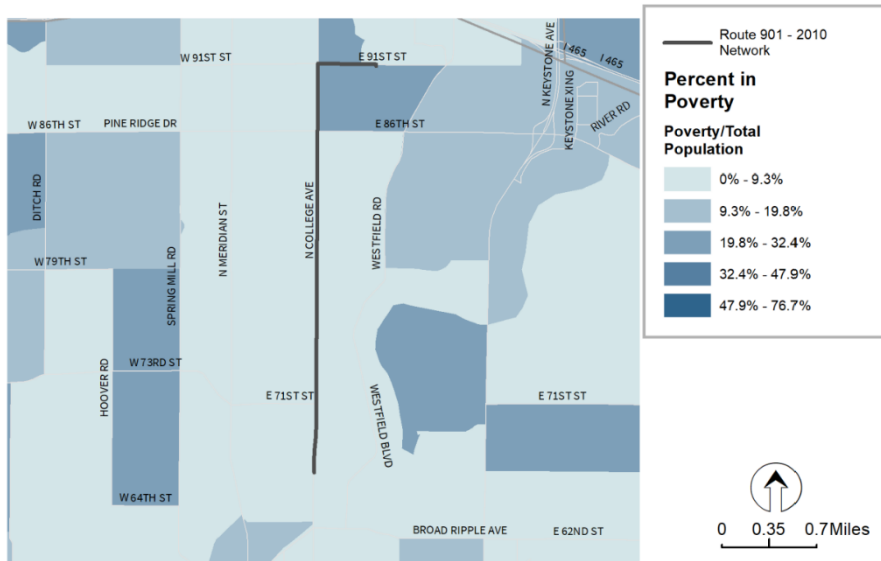 W 91ST ST
E 91ST ST
N KEYSTONE AVE
I 465
I 465
W 86TH ST
PINE RIDGE DR
E 86TH ST
KEYSTONE XING
RIVER RD
DITCH RD
SPRING MILL RD
N MERIDIAN ST
N COLLEGE AVE
WESTFIELD RD
W 79TH ST
W 73RD ST
HOOVER RD
E 71ST ST
WESTFIELD BLVD
E 71ST ST
W 64TH ST
BROAD RIPPLE AVE
E 62ND ST
Route 901 - 2010
Network
Percent in
Poverty
Poverty/Total
Population
0% - 9.3%
9.3% - 19.8%
19.8% - 32.4%
32.4% - 47.9%
47.9% - 76.7%
0 0.35 0.7Miles